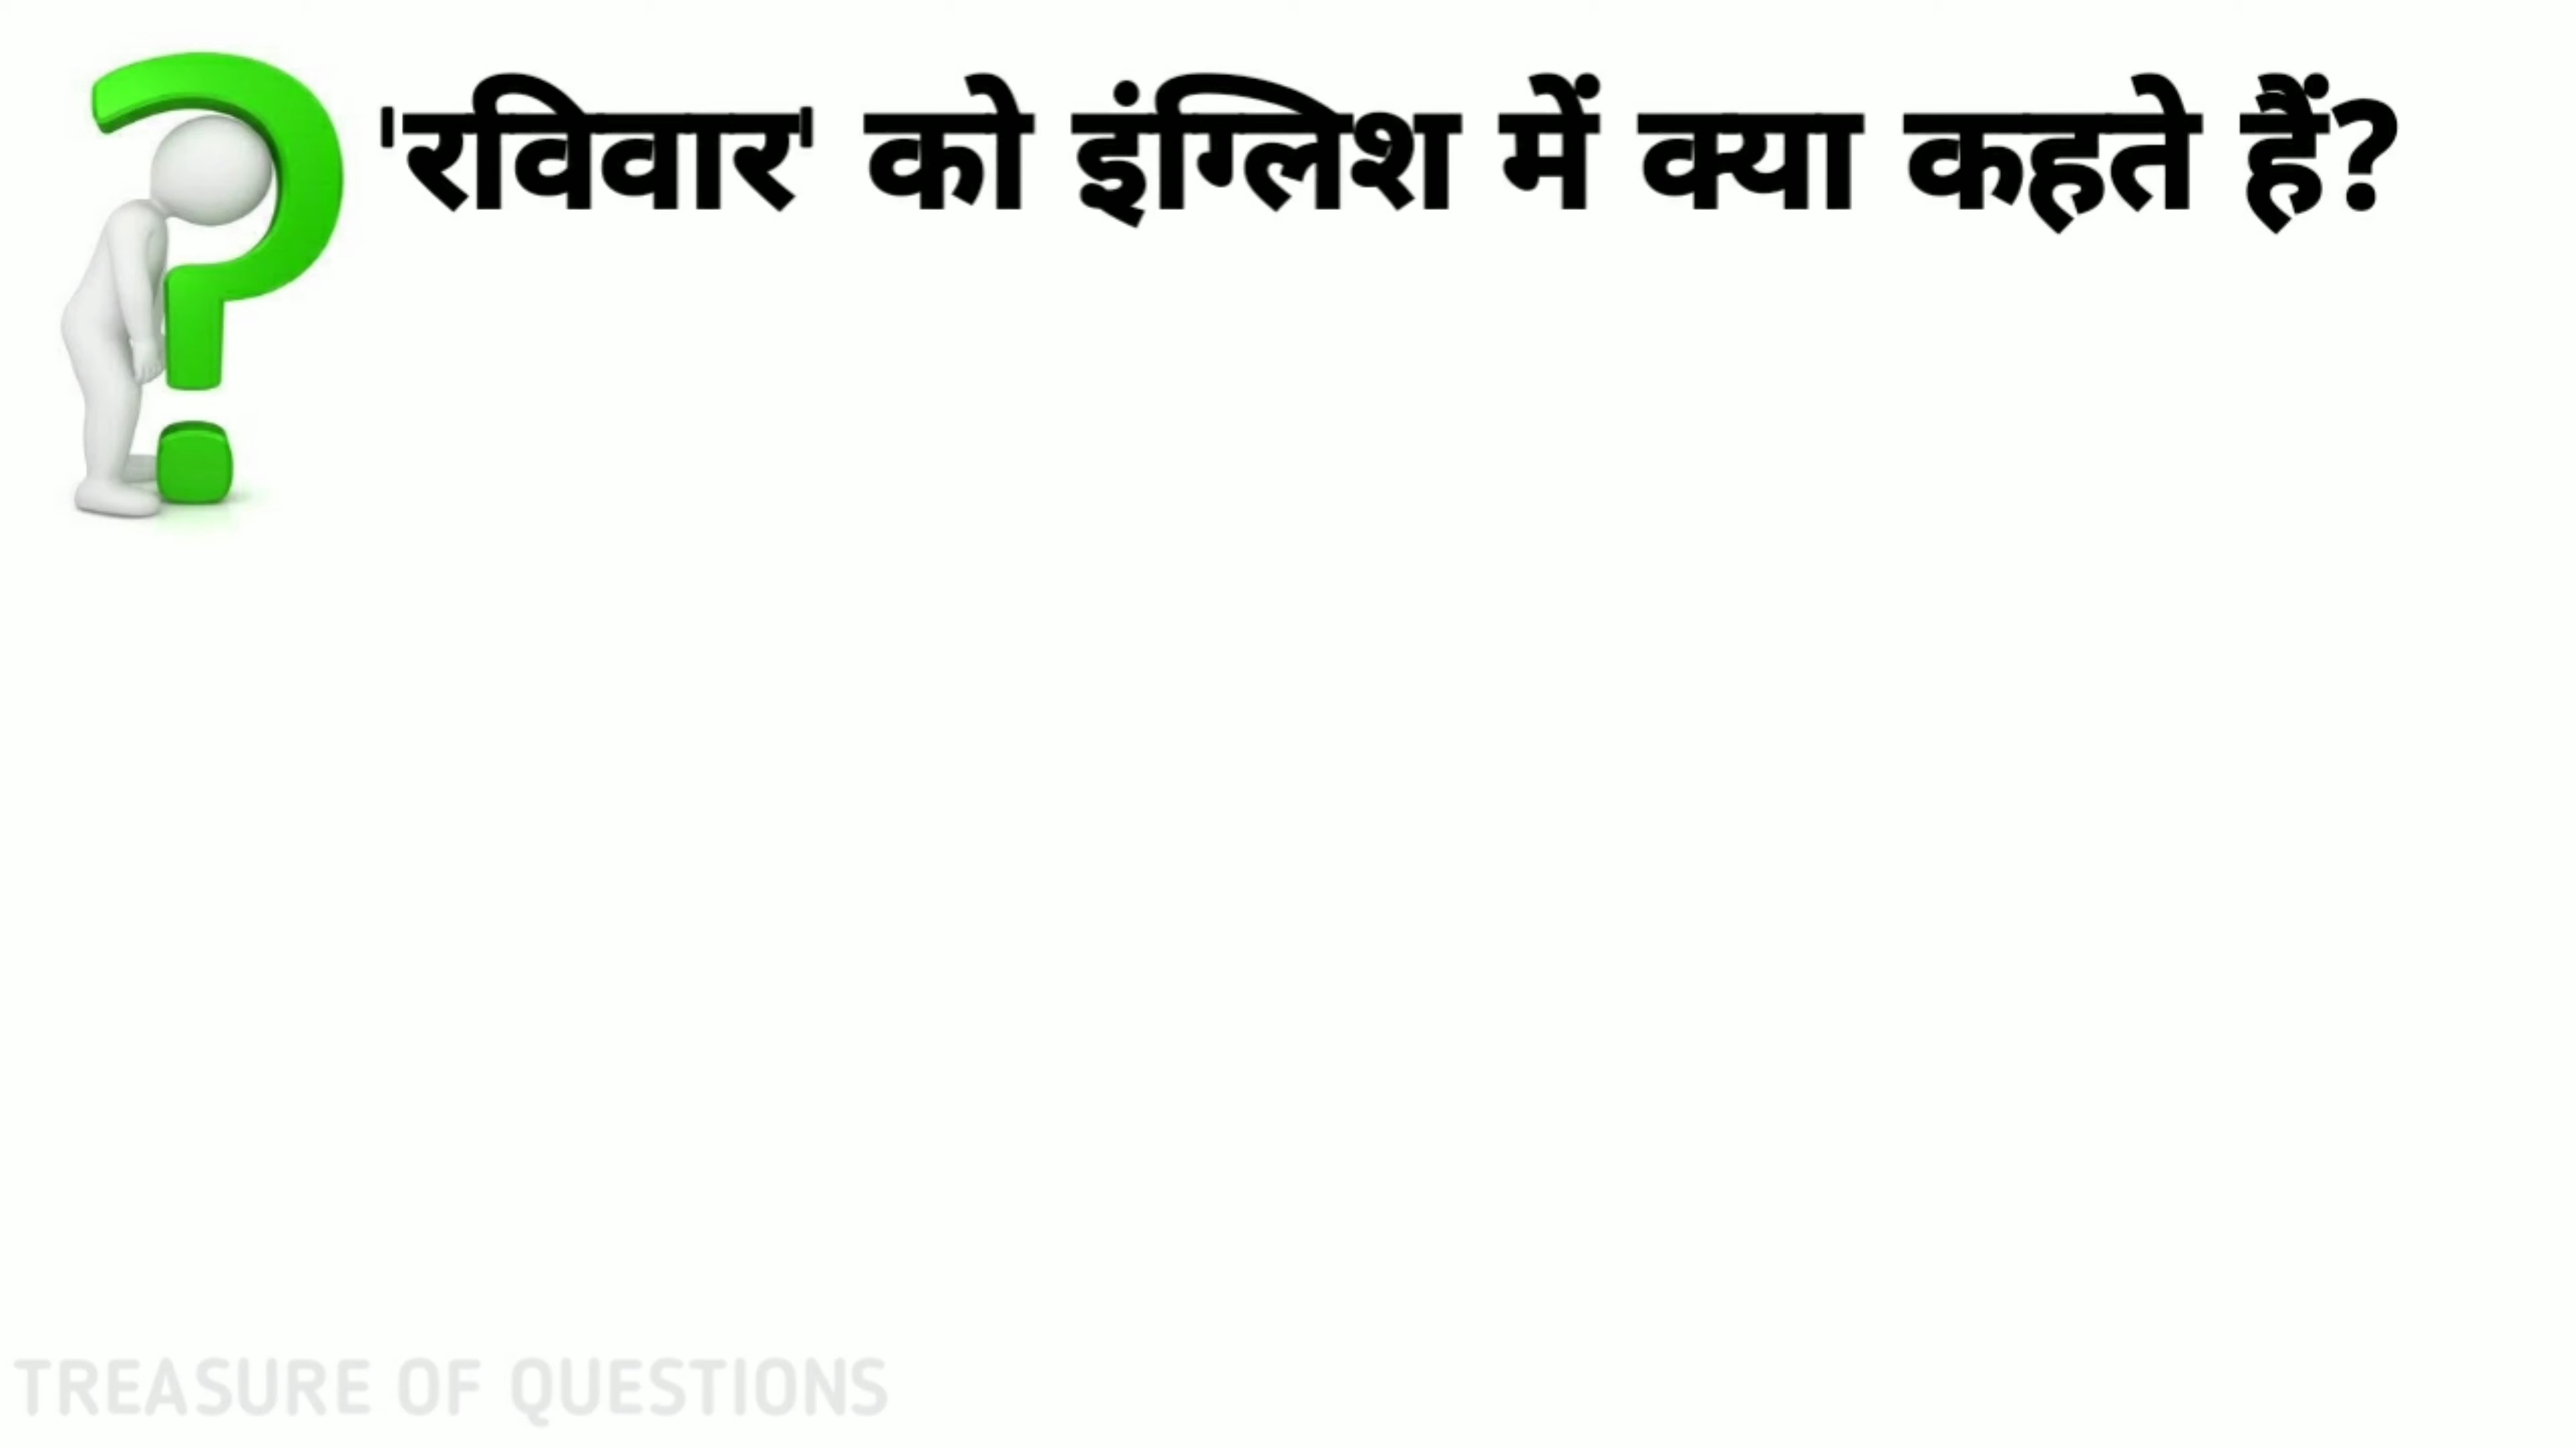 'रविवार' को इंग्लिश में क्या कहते हैं?
TREASURE OF QUESTIONS